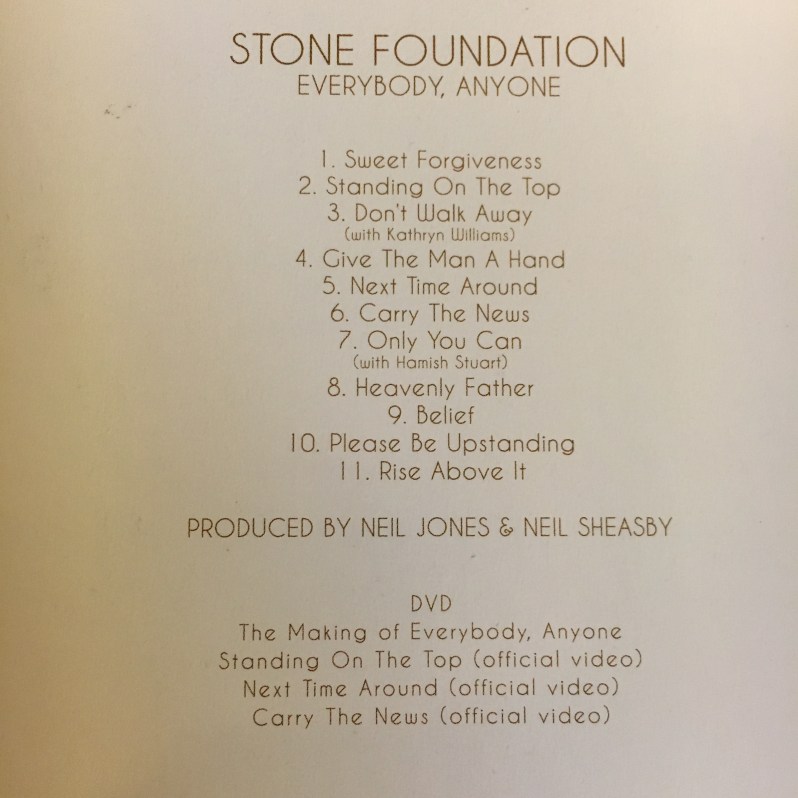 STONE FOUNDATION
EVERYBODY, ANYONE
1. Sweet Forgiveness
2. Standing On The Top
3. Don't Walk Away
(with Kathryn Williams)
4. Give The Man A Hand
5. Next Time Around
6. Carry The News
7. Only You Can
(with Hamish Stuart)
8. Heavenly Father
9. Belief
10. Please Be Upstanding
11. Rise Above It
PRODUCED BY NEIL JONES & NEIL SHEASBY
DVD
The Making of Everybody, Anyone
Standing On The Top (official video)
Next Time Around (official video)
Carry The News (official video)